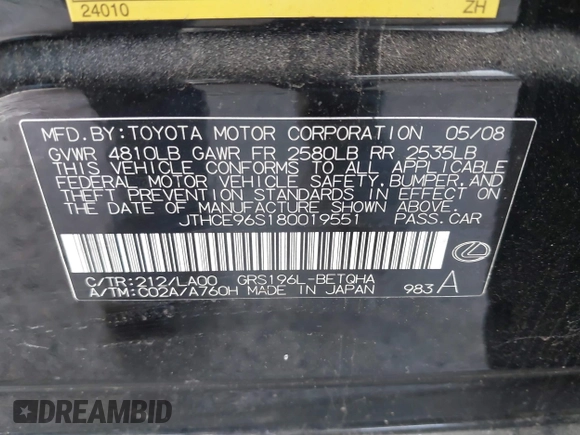 24010 ZH
MFD. BY: TOYOTA MOTOR CORPORATION 05/08
GVWR 4810LB GAWR FR 2580LB RR 2535LB
THIS VEHICLE CONFORMS TO ALL APPLICABLE
FEDERAL MOTOR VEHICLE SAFETY, BUMPER, AND
THEFT PREVENTION STANDARDS IN EFFECT ON
THE DATE OF MANUFACTURE SHOWN ABOVE.
JTHCE96S180019551 PASS. CAR
C/TR: 212/LA00 GRS196L-BETQHA
A/TM: C02A/A760H MADE IN JAPAN 983 A
DREAMBID